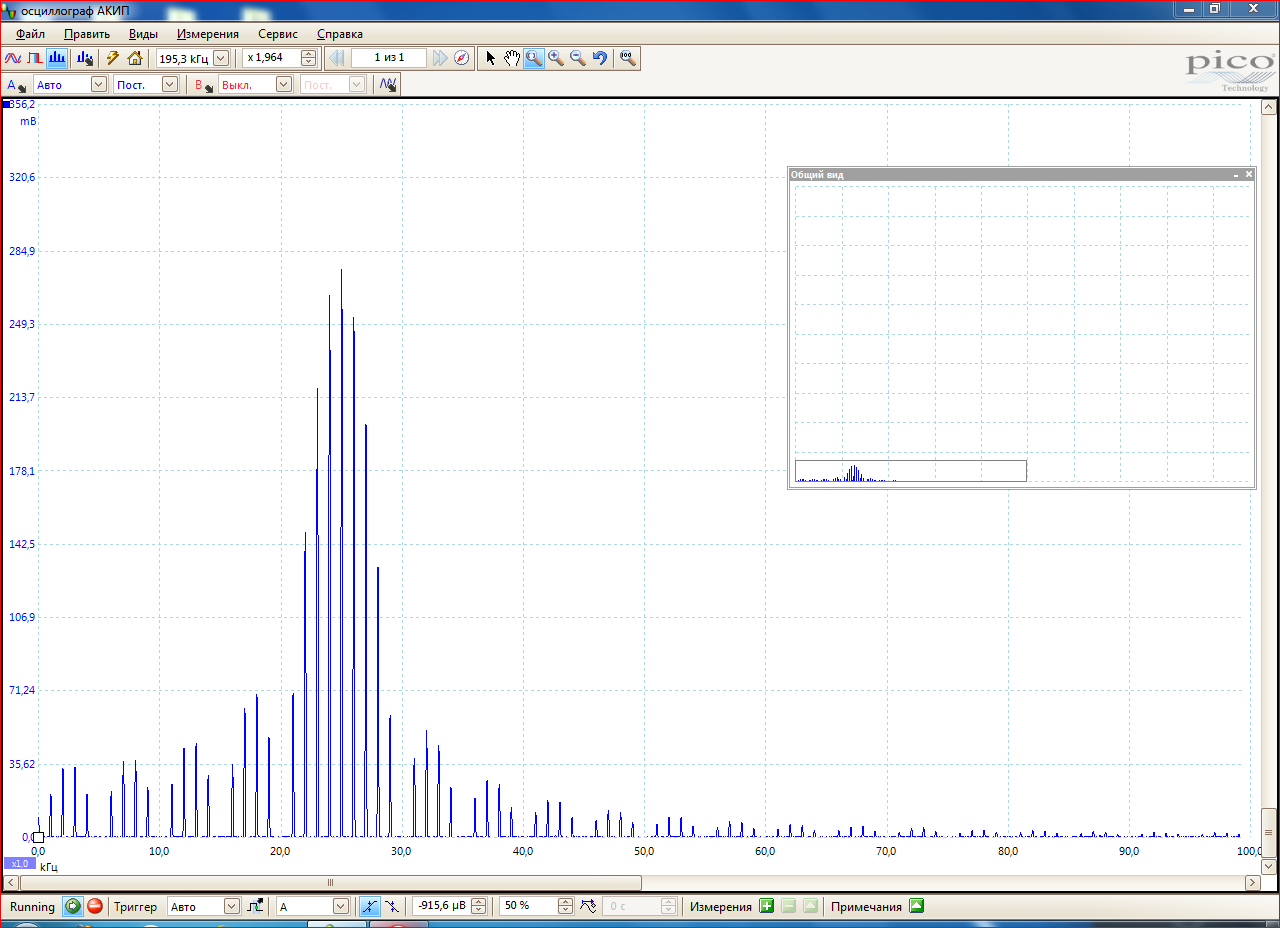 осциллограф АКИП
Файл Править Виды Измерения Сервис Справка
195,3 кГц x 1,964 1 из 1
A Авто Пост. B Выкл. Пост.
pico
Technology
356,2
mВ
320,6
284,9
249,3
213,7
178,1
142,5
106,9
71,24
35,62
0,0
Общий вид
0,0 10,0 20,0 30,0 40,0 50,0 60,0 70,0 80,0 90,0 100,0
x1,0 кГц
Running Триггер Авто A -915,6 µВ 50 % 0 с Измерения Примечания